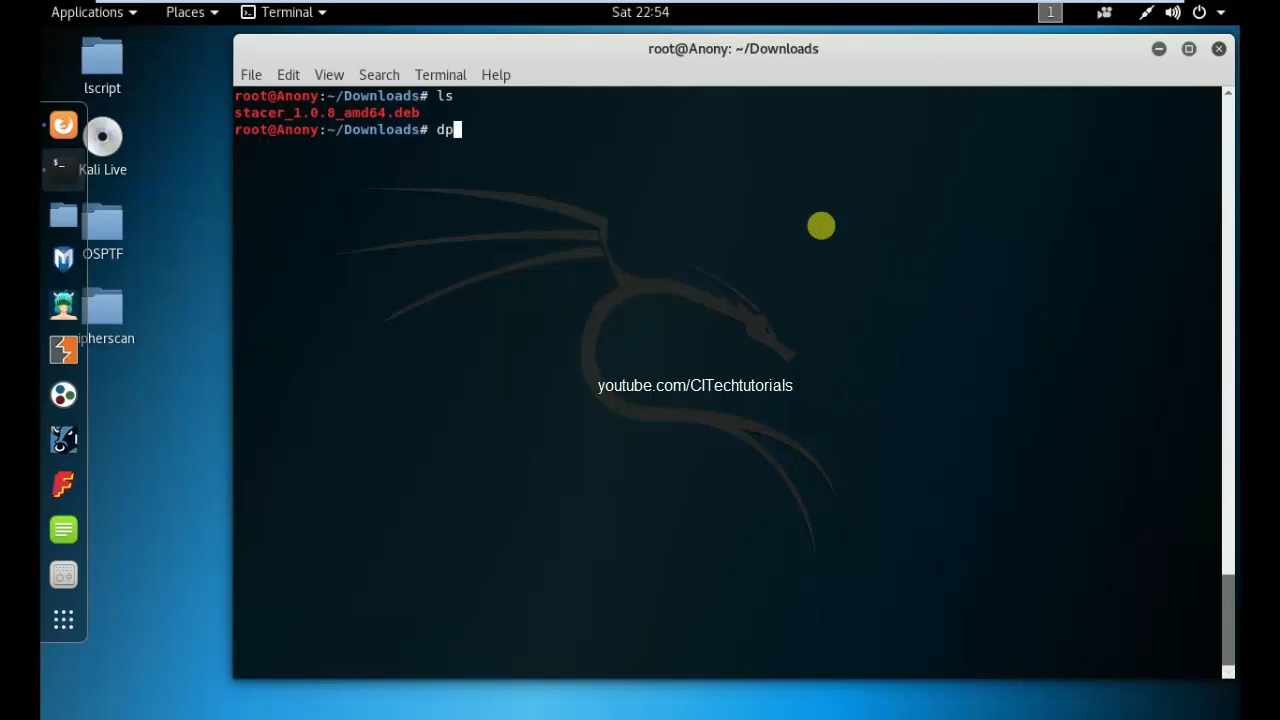 Applications Places Terminal Sat 22:54 1
root@Anony: ~/Downloads
File Edit View Search Terminal Help
root@Anony:~/Downloads# ls
stacer_1.0.8_amd64.deb
root@Anony:~/Downloads# dp
lscript
$_
Kali Live
OSPTF
ipherscan
youtube.com/CITechtutorials